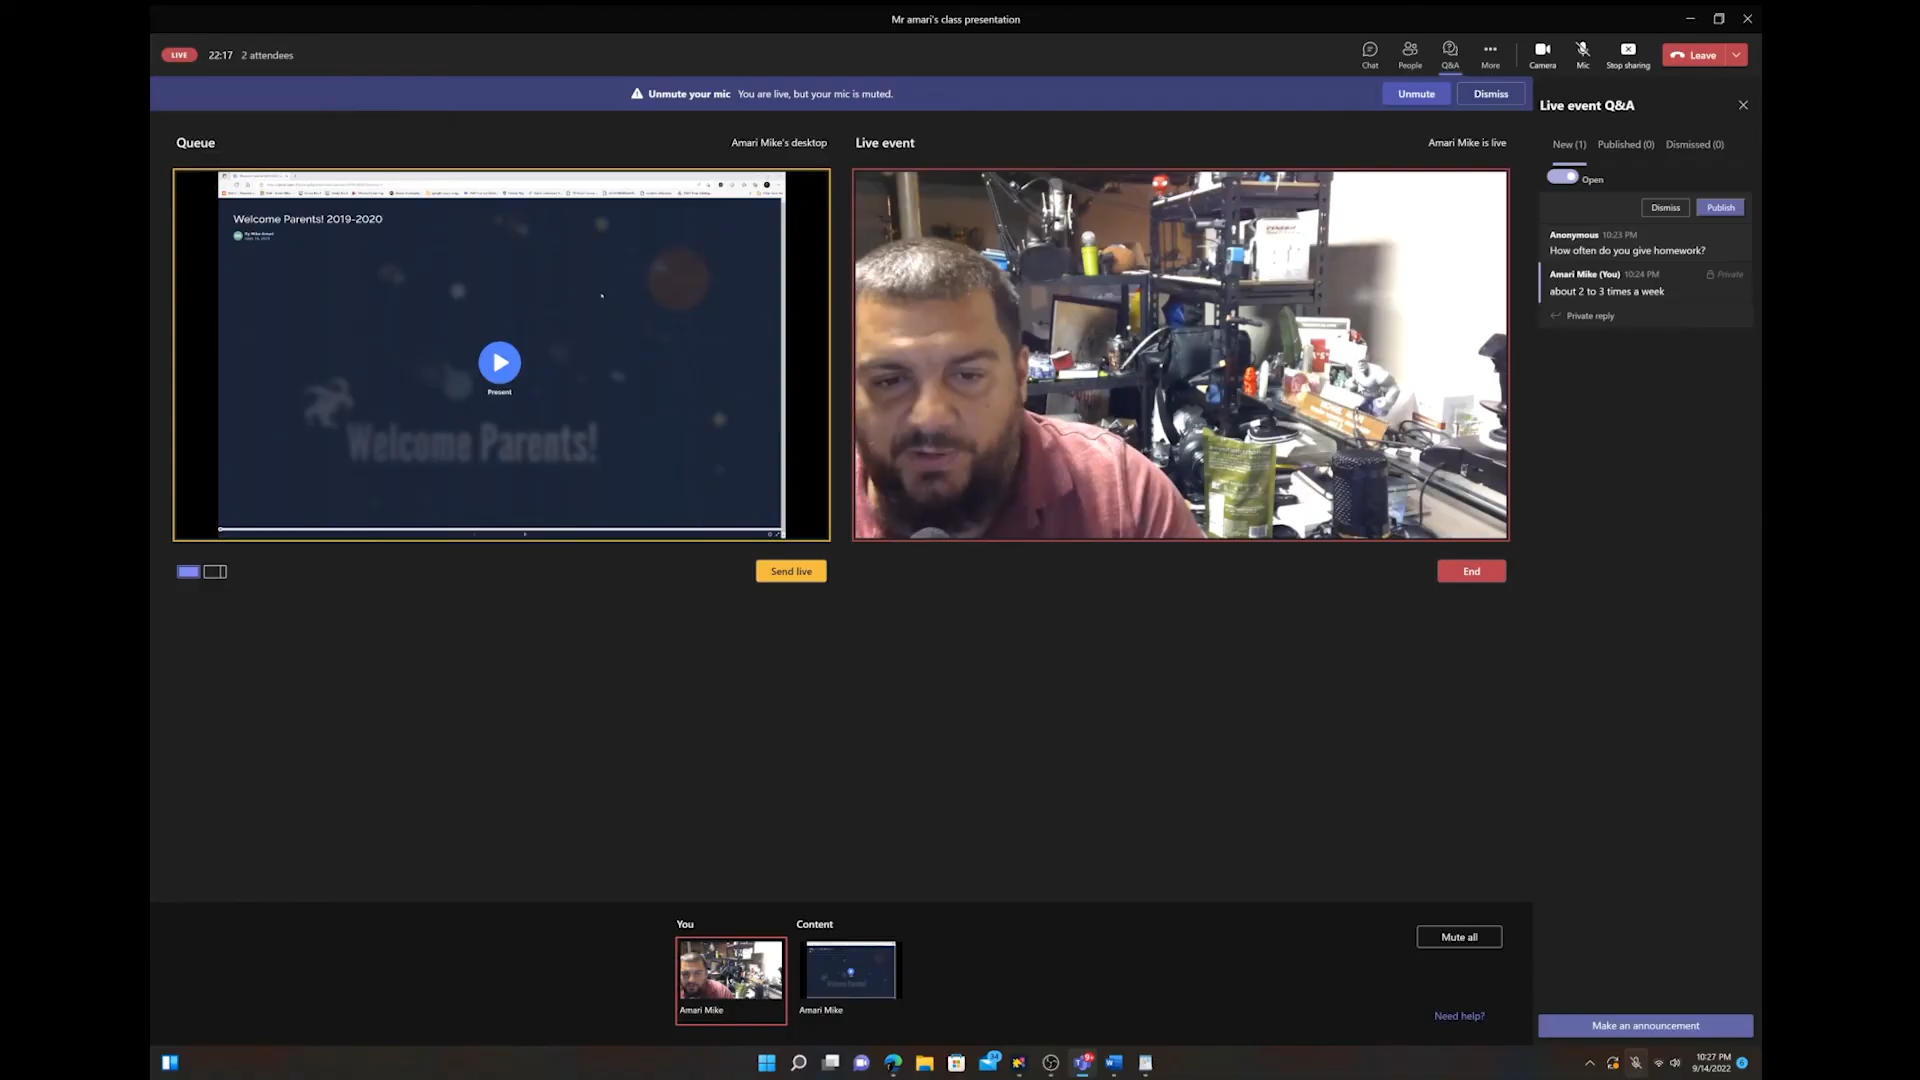 Mr amari's class presentation
LIVE
22:17
2 attendees
Chat
People
Q&A
More
Camera
Mic
Stop sharing
Leave
Unmute your mic You are live, but your mic is muted.
Unmute
Dismiss
Live event Q&A
Queue
Amari Mike's desktop
Live event
Amari Mike is live
New (1)
Published (0)
Dismissed (0)
Open
Dismiss
Publish
Anonymous 10:23 PM
How often do you give homework?
Amari Mike (You) 10:24 PM
Private
about 2 to 3 times a week
Private reply
Welcome Parents! 2019-2020
Present
Welcome Parents!
Send live
End
You
Content
Amari Mike
Amari Mike
Mute all
Need help?
Make an announcement
10:27 PM
9/14/2022